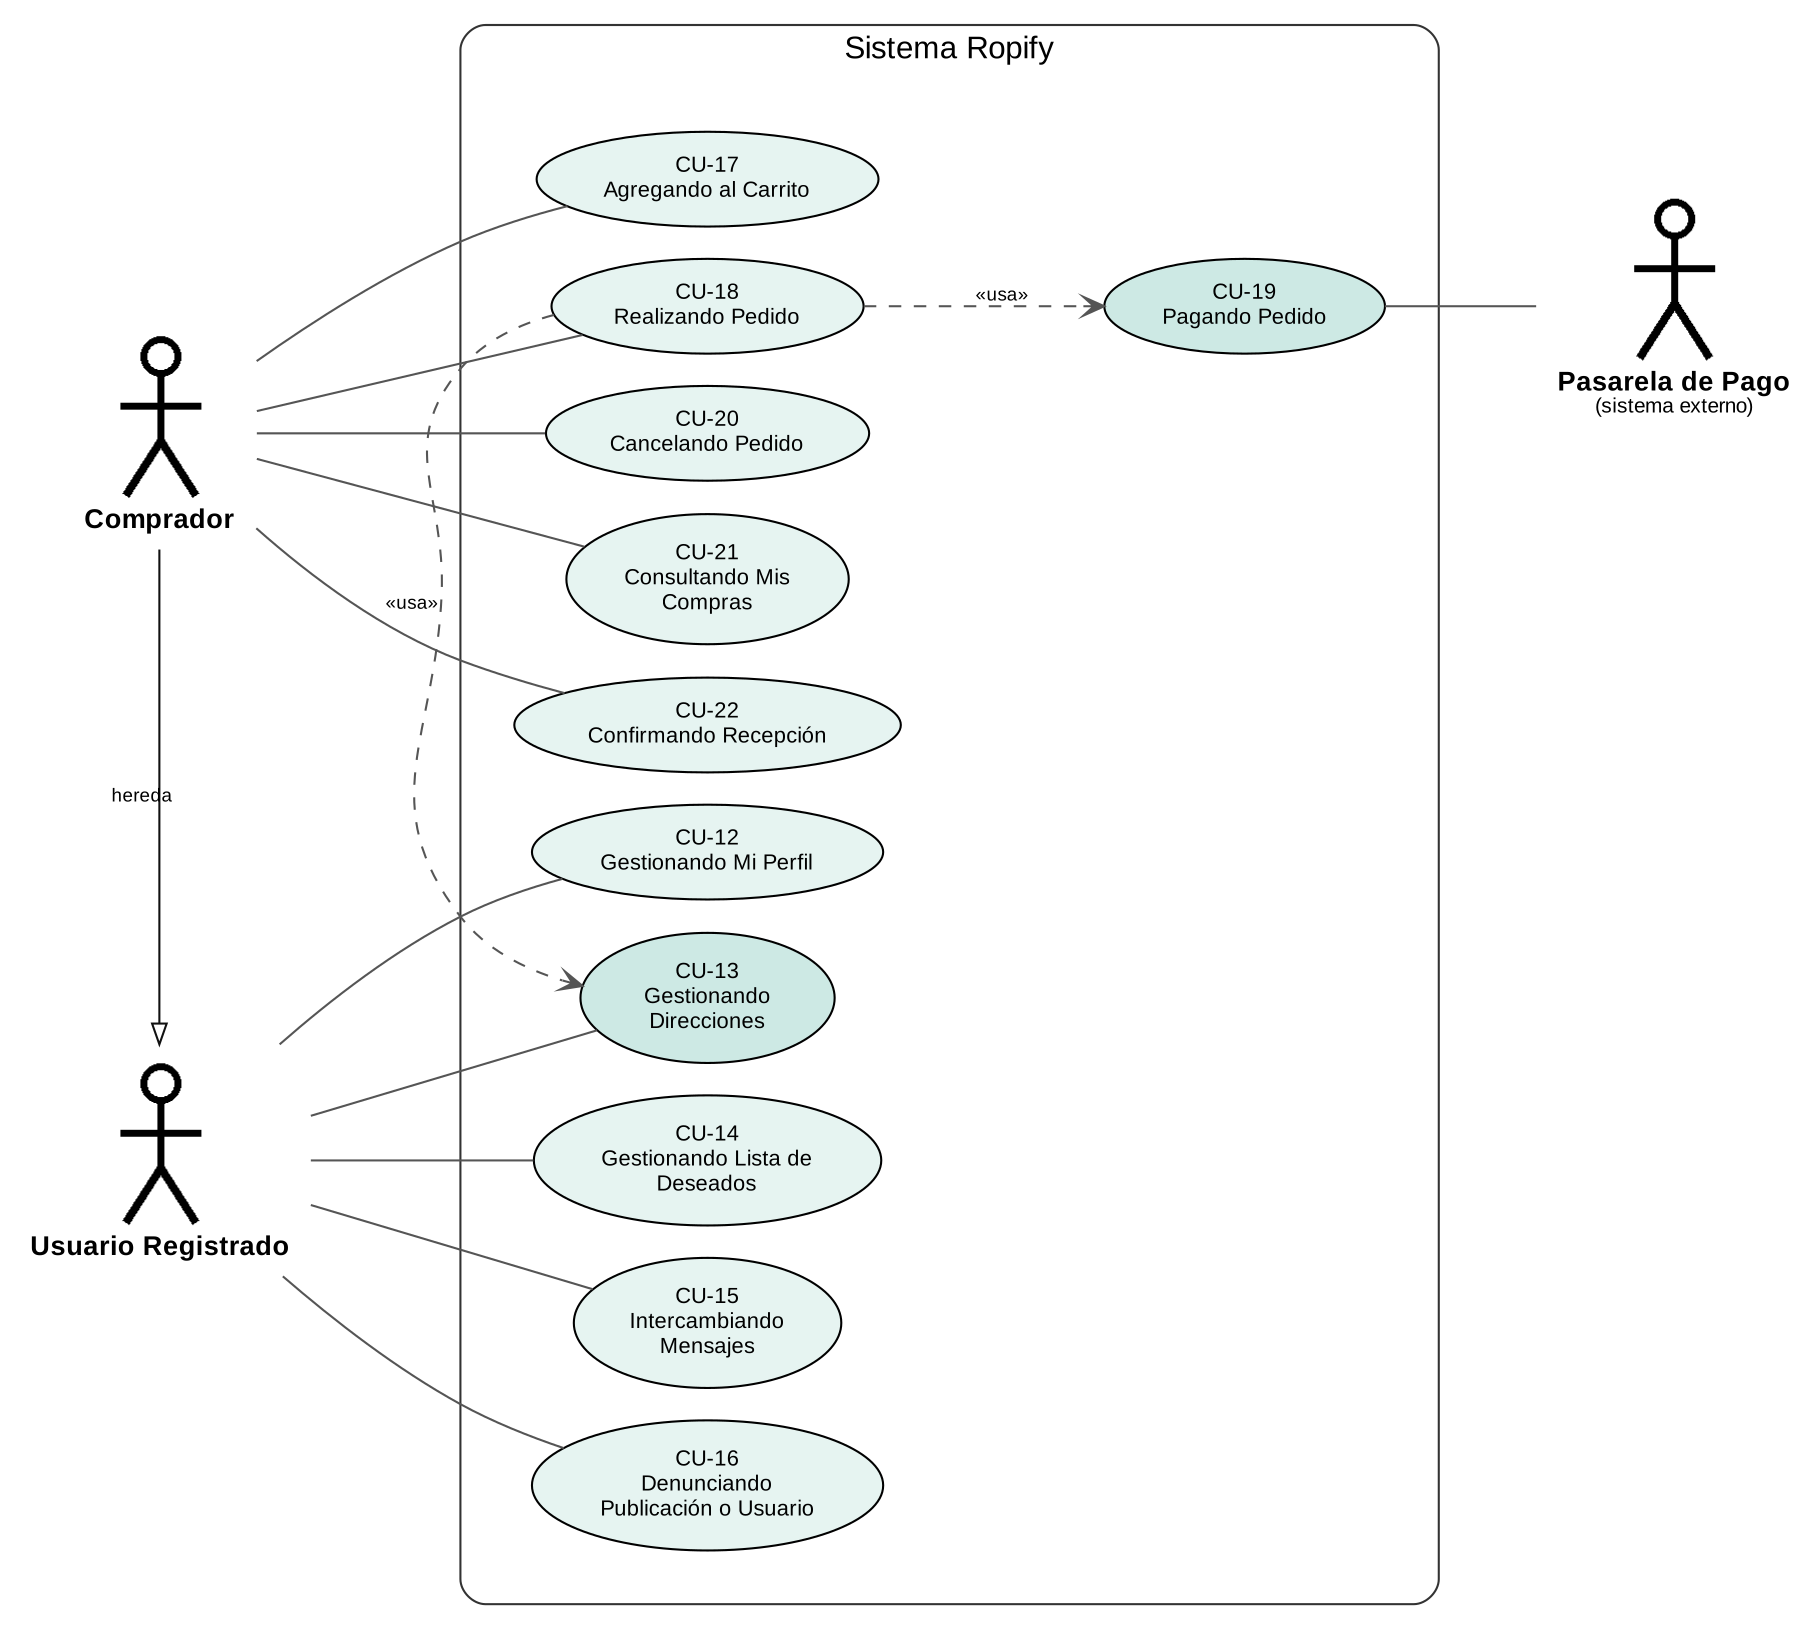 Sistema Ropify
CU-17
Agregando al Carrito
CU-18
Realizando Pedido
«usa»
CU-19
Pagando Pedido
Pasarela de Pago
(sistema externo)
CU-20
Cancelando Pedido
Comprador
CU-21
Consultando Mis
Compras
«usa»
CU-22
Confirmando Recepción
hereda
CU-12
Gestionando Mi Perfil
CU-13
Gestionando
Direcciones
CU-14
Gestionando Lista de
Deseados
Usuario Registrado
CU-15
Intercambiando
Mensajes
CU-16
Denunciando
Publicación o Usuario